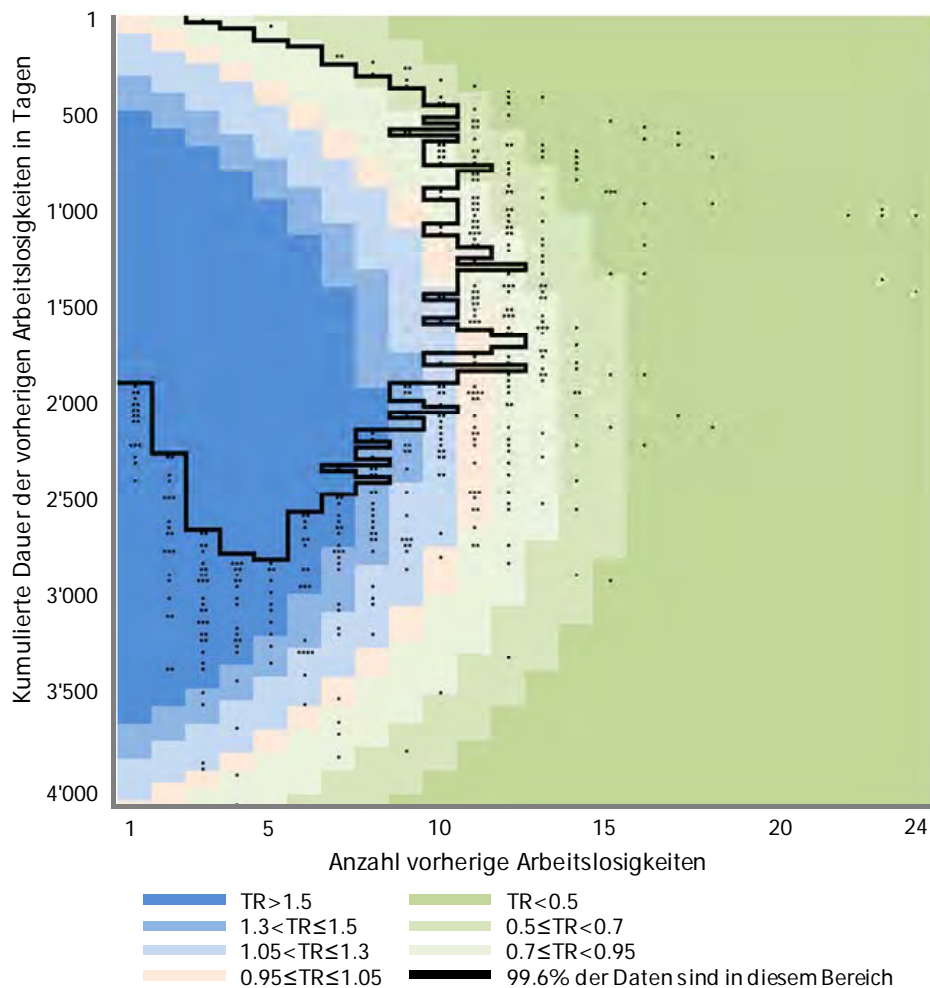 Kumulierte Dauer der vorherigen Arbeitslosigkeiten in Tagen
1
500
1'000
1'500
2'000
2'500
3'000
3'500
4'000
1 5 10 15 20 24
Anzahl vorherige Arbeitslosigkeiten
TR>1.5 TR<0.5
1.3<TR≤1.5 0.5≤TR<0.7
1.05<TR≤1.3 0.7≤TR<0.95
0.95≤TR≤1.05 99.6% der Daten sind in diesem Bereich